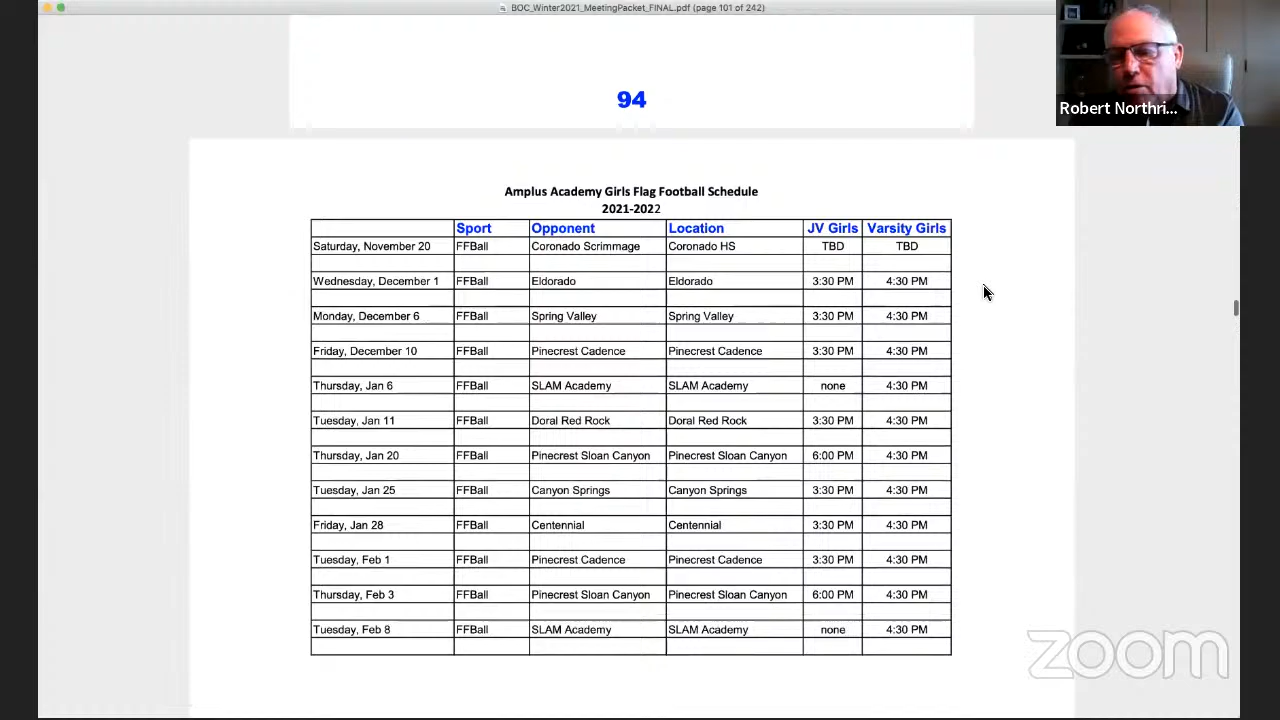 BOC_Winter2021_MeetingPacket_FINAL.pdf (page 101 of 242)
Robert Northri...
94
Amplus Academy Girls Flag Football Schedule
2021-2022
Sport Opponent Location JV Girls Varsity Girls
Saturday, November 20 FFBall Coronado Scrimmage Coronado HS TBD TBD
Wednesday, December 1 FFBall Eldorado Eldorado 3:30 PM 4:30 PM
Monday, December 6 FFBall Spring Valley Spring Valley 3:30 PM 4:30 PM
Friday, December 10 FFBall Pinecrest Cadence Pinecrest Cadence 3:30 PM 4:30 PM
Thursday, Jan 6 FFBall SLAM Academy SLAM Academy none 4:30 PM
Tuesday, Jan 11 FFBall Doral Red Rock Doral Red Rock 3:30 PM 4:30 PM
Thursday, Jan 20 FFBall Pinecrest Sloan Canyon Pinecrest Sloan Canyon 6:00 PM 4:30 PM
Tuesday, Jan 25 FFBall Canyon Springs Canyon Springs 3:30 PM 4:30 PM
Friday, Jan 28 FFBall Centennial Centennial 3:30 PM 4:30 PM
Tuesday, Feb 1 FFBall Pinecrest Cadence Pinecrest Cadence 3:30 PM 4:30 PM
Thursday, Feb 3 FFBall Pinecrest Sloan Canyon Pinecrest Sloan Canyon 6:00 PM 4:30 PM
Tuesday, Feb 8 FFBall SLAM Academy SLAM Academy none 4:30 PM
zoom